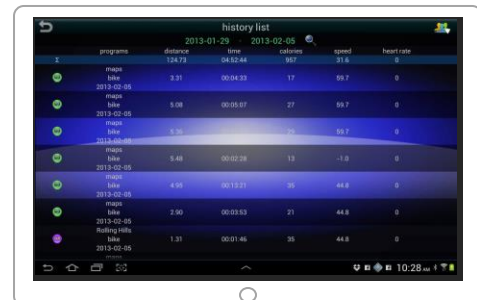 history list
2013-01-29 - 2013-02-05
programs distance time calories speed heart rate
Σ 124.73 04:52:44 957 31.6 0
maps
bike 3.31 00:04:33 17 59.7 0
2013-02-05
maps
bike 5.08 00:05:07 27 59.7 0
2013-02-05
maps
bike 5.36 59.7 0
2013-02-05
maps
bike 5.48 00:02:28 13 -1.0 0
2013-02-05
maps
bike 4.55 00:13:21 35 44.8 0
2013-02-05
maps
bike 2.90 00:03:53 21 44.8 0
2013-02-05
Rolling Hills
bike 1.31 00:01:46 35 44.8 0
2013-02-05
maps
10:28 AM